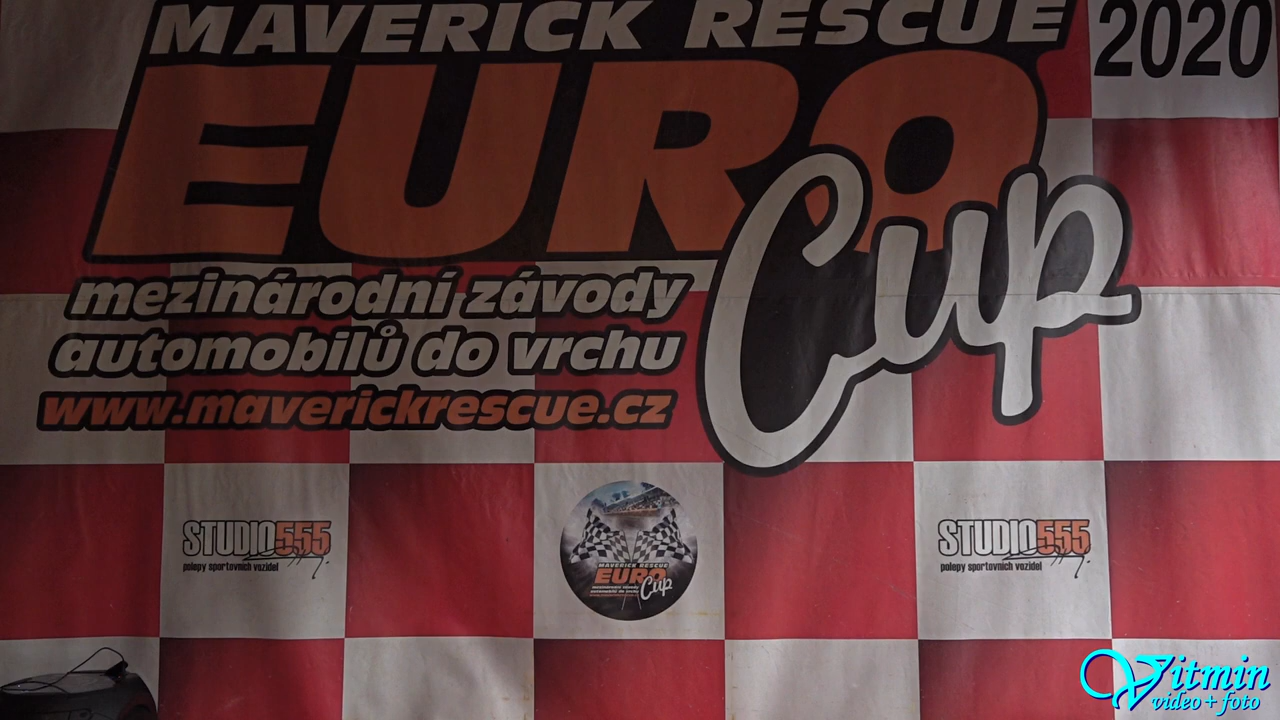 MAVERICK RESCUE
2020
EURO
Cup
mezinárodní závody
automobilů do vrchu
www.maverickrescue.cz
STUDIO555
polepy sportovních vozidel
MAVERICK RESCUE
EURO
Cup
STUDIO555
polepy sportovních vozidel
Vitmin
video+foto